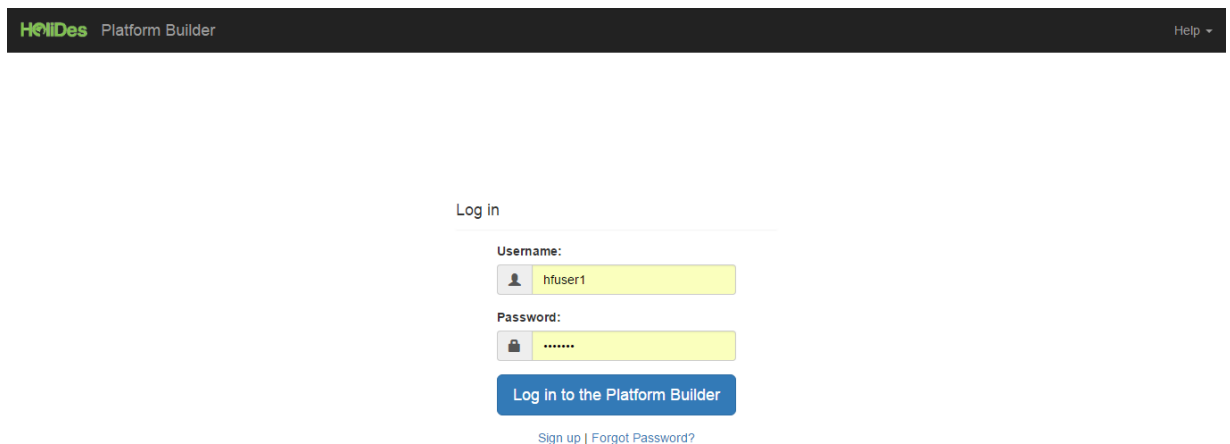 HoliDes Platform Builder Help
Log in
Username:
hfuser1
Password:
•••••••
Log in to the Platform Builder
Sign up | Forgot Password?